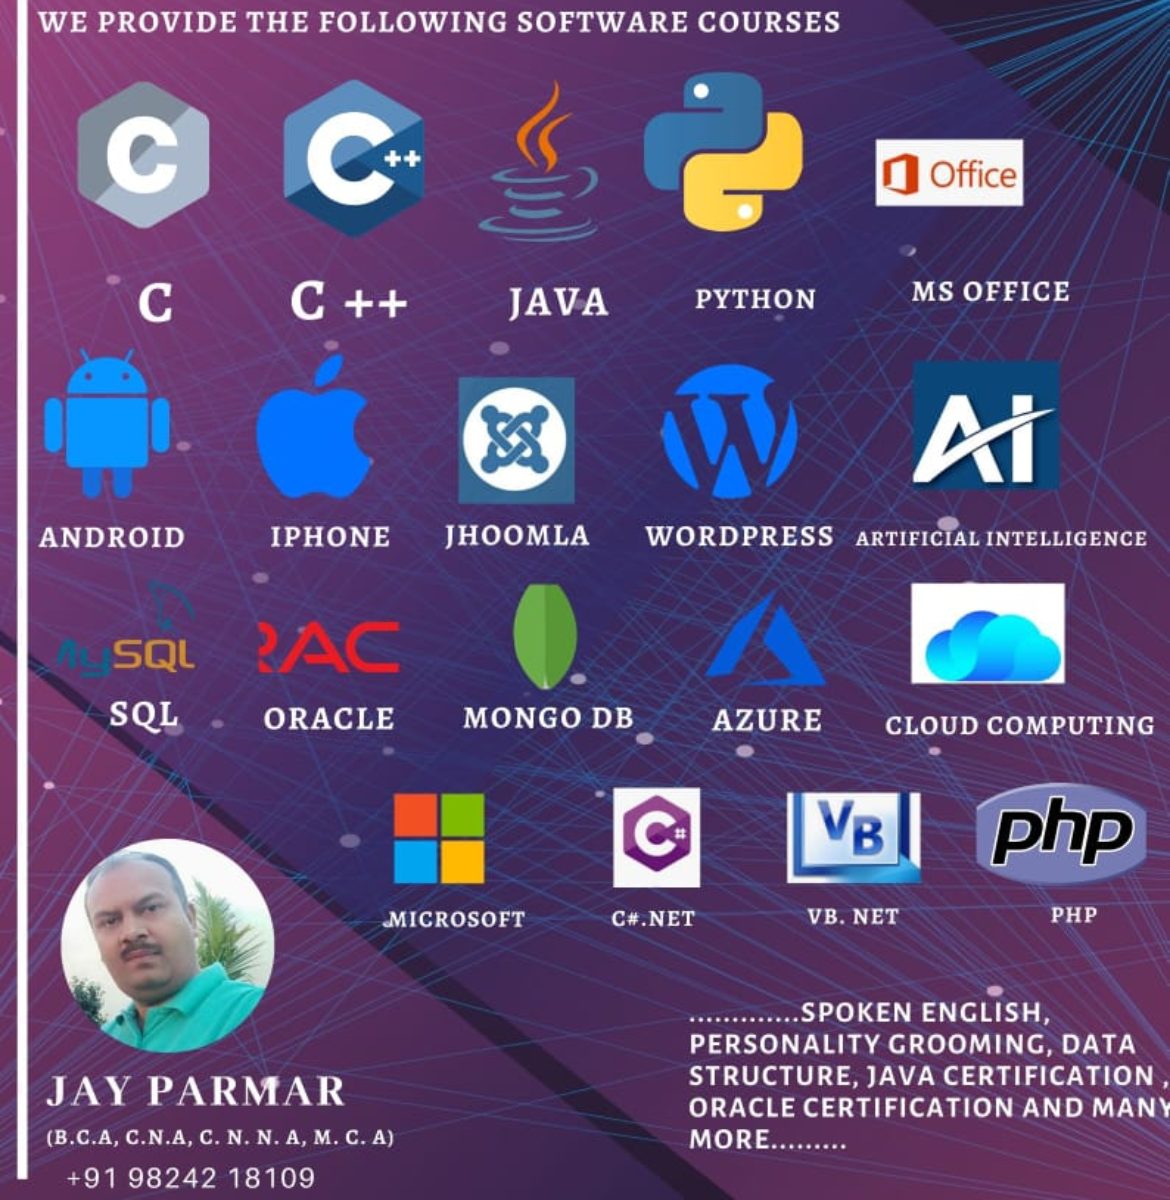 WE PROVIDE THE FOLLOWING SOFTWARE COURSES
C C++ Office
C C ++ JAVA PYTHON MS OFFICE
W AI
ANDROID IPHONE JHOOMLA WORDPRESS ARTIFICIAL INTELLIGENCE
MySQL RAC
SQL ORACLE MONGO DB AZURE CLOUD COMPUTING
C# VB php
MICROSOFT C#.NET VB. NET PHP
.............SPOKEN ENGLISH,
PERSONALITY GROOMING, DATA
STRUCTURE, JAVA CERTIFICATION ,
ORACLE CERTIFICATION AND MANY
MORE.........
JAY PARMAR
(B.C.A, C.N.A, C. N. N. A, M. C. A)
+91 98242 18109